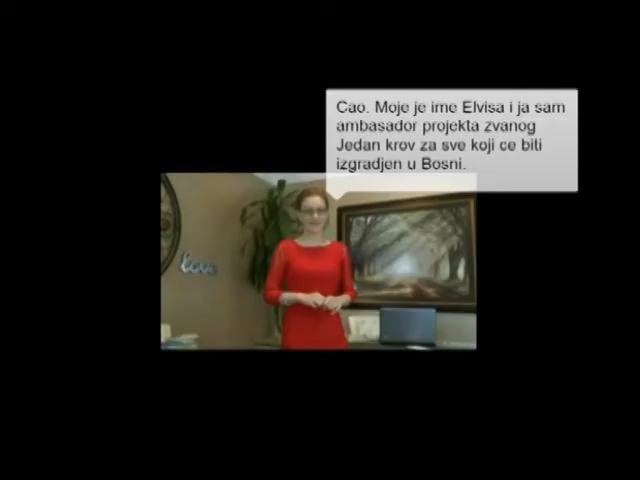 Cao. Moje je ime Elvisa i ja sam
ambasador projekta zvanog
Jedan krov za sve koji ce biti
izgradjen u Bosni.
love